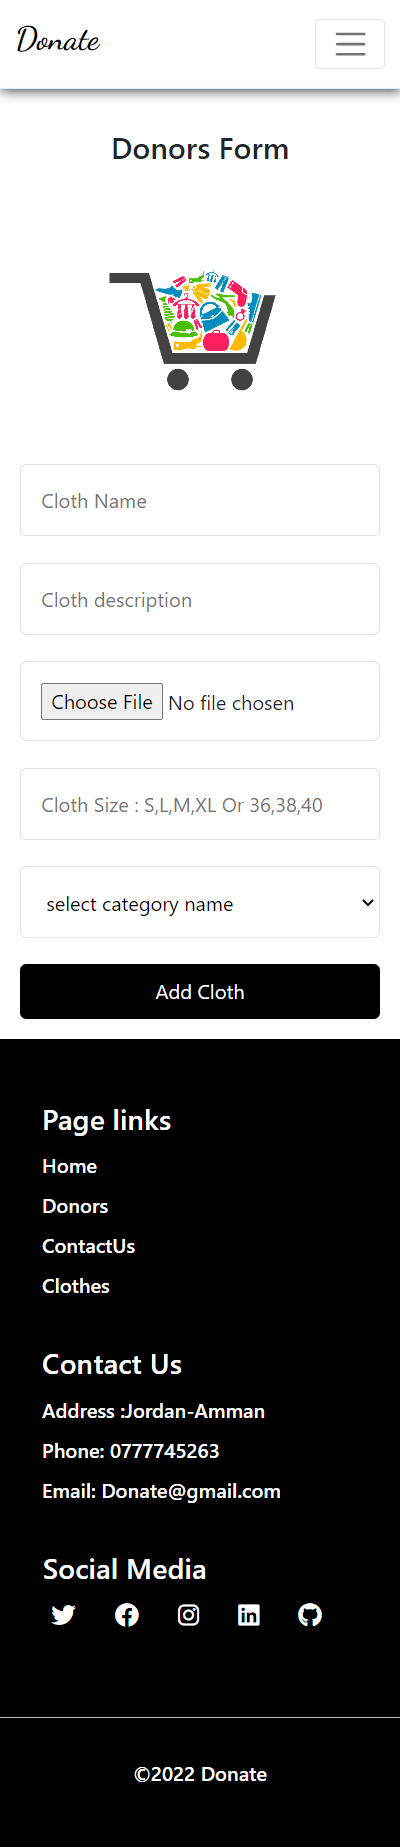 Donate
Donors Form
Cloth Name
Cloth description
Choose File No file chosen
Cloth Size : S,L,M,XL Or 36,38,40
select category name
Add Cloth
Page links
Home
Donors
ContactUs
Clothes
Contact Us
Address :Jordan-Amman
Phone: 0777745263
Email: Donate@gmail.com
Social Media
©2022 Donate